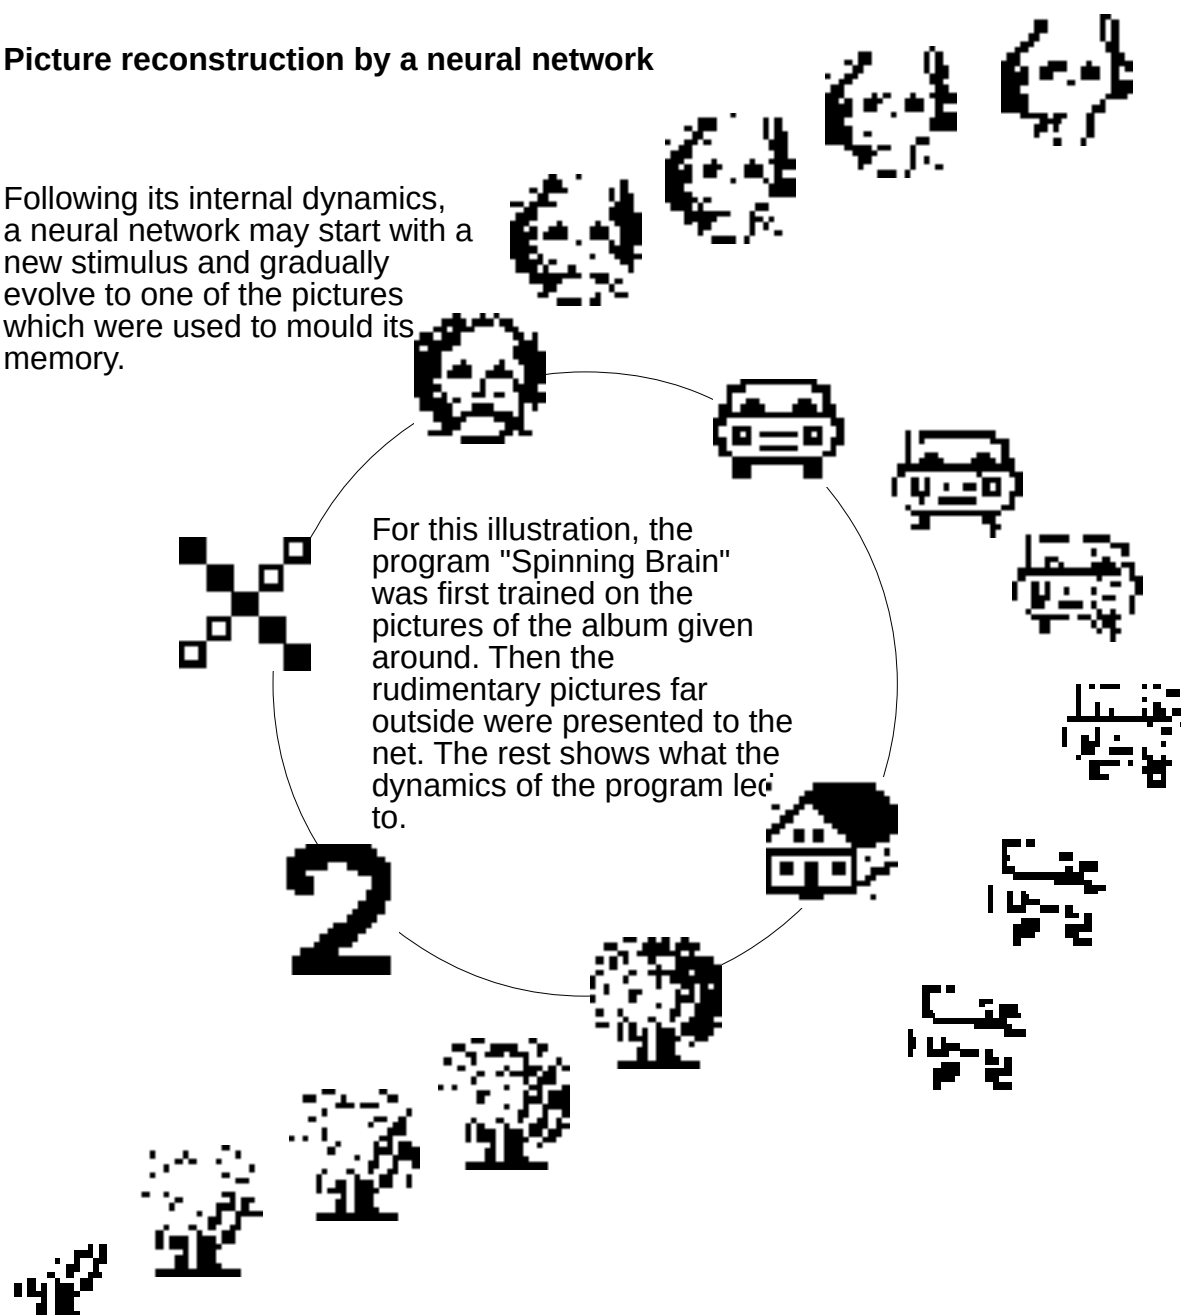 Picture reconstruction by a neural network
Following its internal dynamics,
a neural network may start with a
new stimulus and gradually
evolve to one of the pictures
which were used to mould its
memory.
For this illustration, the
program "Spinning Brain"
was first trained on the
pictures of the album given
around. Then the
rudimentary pictures far
outside were presented to the
net. The rest shows what the
dynamics of the program led
to.
2